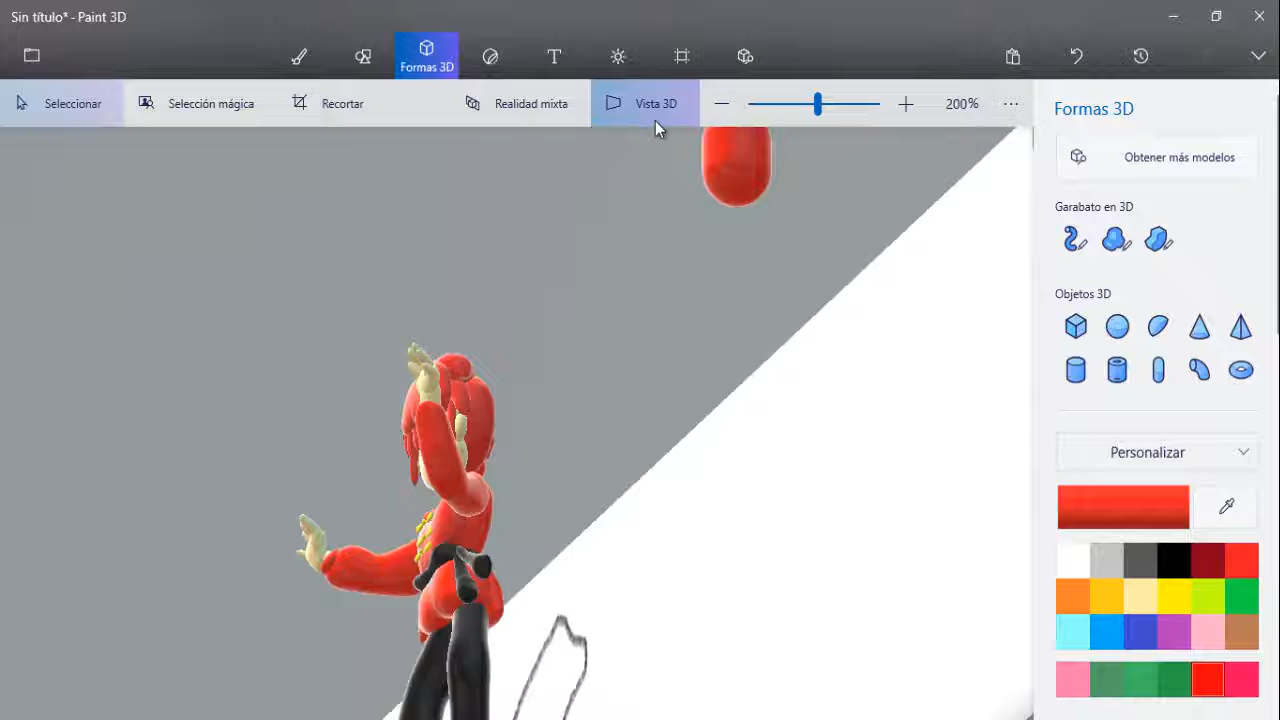 Sin título* - Paint 3D
Formas 3D
Seleccionar
Selección mágica
Recortar
Realidad mixta
Vista 3D
200%
Formas 3D
Obtener más modelos
Garabato en 3D
Objetos 3D
Personalizar